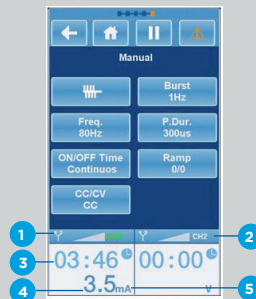 Manual
Burst
1Hz
Freq.
80Hz
P.Dur.
300us
ON/OFF Time
Continuos
Ramp
0/0
CC/CV
CC
1
CH2
2
3
03:46
00:00
4
3.5mA
V
5